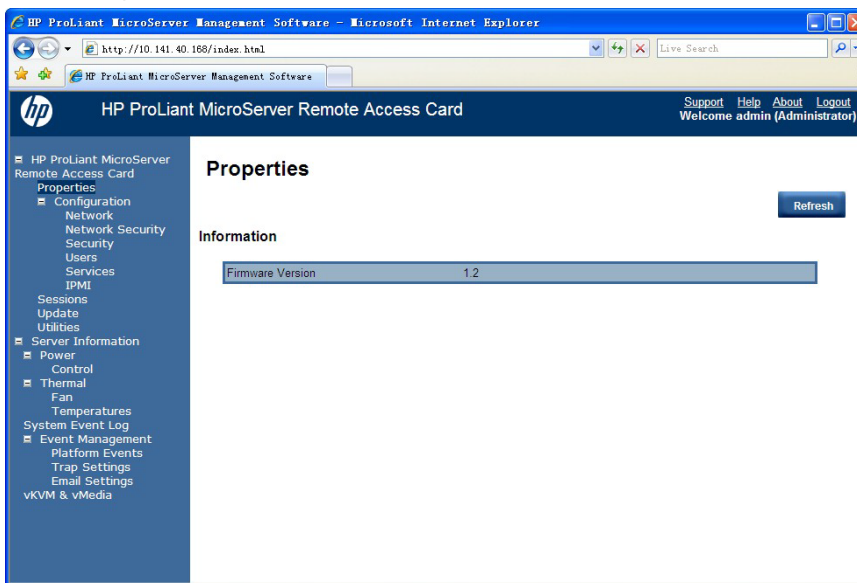 HP ProLiant MicroServer Management Software - Microsoft Internet Explorer
http://10.141.40.168/index.html
Live Search
HP ProLiant MicroServer Management Software
hp
HP ProLiant MicroServer Remote Access Card
Support Help About Logout
Welcome admin (Administrator)
HP ProLiant MicroServer
Remote Access Card
Properties
Configuration
Network
Network Security
Security
Users
Services
IPMI
Sessions
Update
Utilities
Server Information
Power
Control
Thermal
Fan
Temperatures
System Event Log
Event Management
Platform Events
Trap Settings
Email Settings
vKVM & vMedia
Properties
Refresh
Information
Firmware Version 1.2